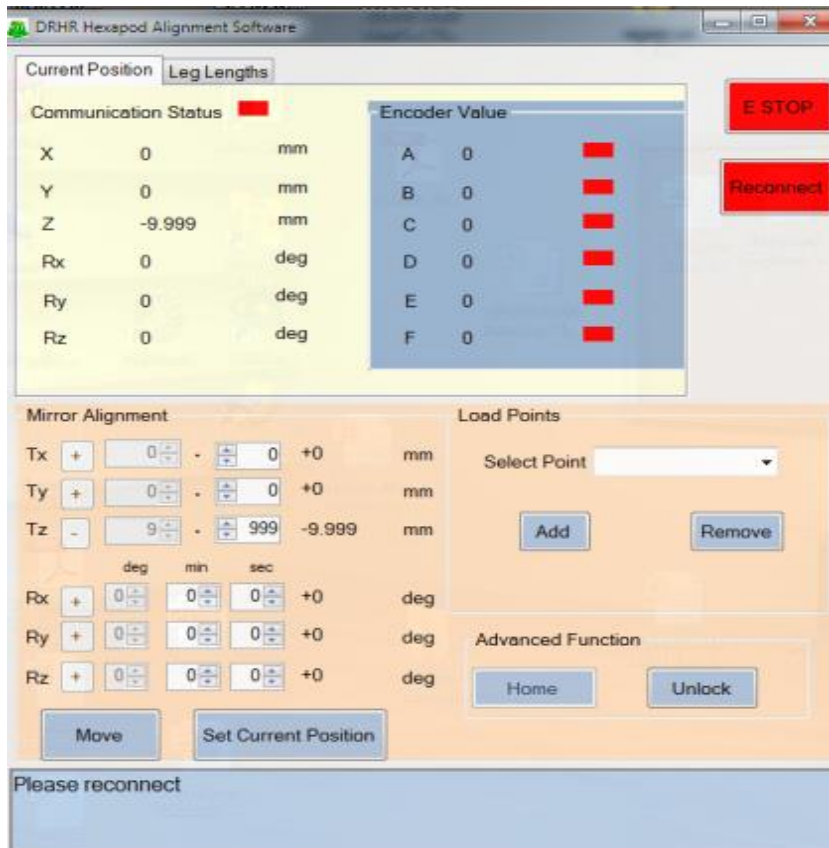 DRHR Hexapod Alignment Software
Current Position Leg Lengths
Communication Status
X 0 mm
Y 0 mm
Z -9.999 mm
Rx 0 deg
Ry 0 deg
Rz 0 deg
Encoder Value
A 0
B 0
C 0
D 0
E 0
F 0
E STOP
Reconnect
Mirror Alignment
Tx + 0 . 0 +0 mm
Ty + 0 . 0 +0 mm
Tz - 9 . 999 -9.999 mm
deg min sec
Rx + 0 0 0 +0 deg
Ry + 0 0 0 +0 deg
Rz + 0 0 0 +0 deg
Move Set Current Position
Load Points
Select Point
Add Remove
Advanced Function
Home Unlock
Please reconnect